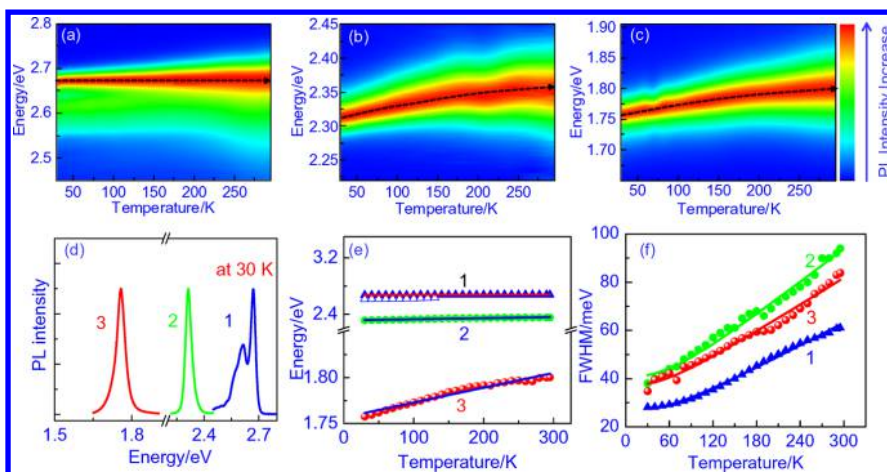 (a)
Energy/eV
2.8
2.7
2.6
2.5
50 100 150 200 250
Temperature/K
(b)
Energy/eV
2.45
2.40
2.35
2.30
2.25
50 100 150 200 250
Temperature/K
(c)
Energy/eV
1.90
1.85
1.80
1.75
1.70
50 100 150 200 250
Temperature/K
PL Intensity Increase
(d)
at 30 K
PL intensity
3 2 1
1.5 1.8 2.4 2.7
Energy/eV
(e)
Energy/eV
3.2
2.4
1.80
1.75
1
2
3
0 100 200 300
Temperature/K
(f)
FWHM/meV
100
80
60
40
20
2
3
1
0 60 120 180 240 300
Temperature/K